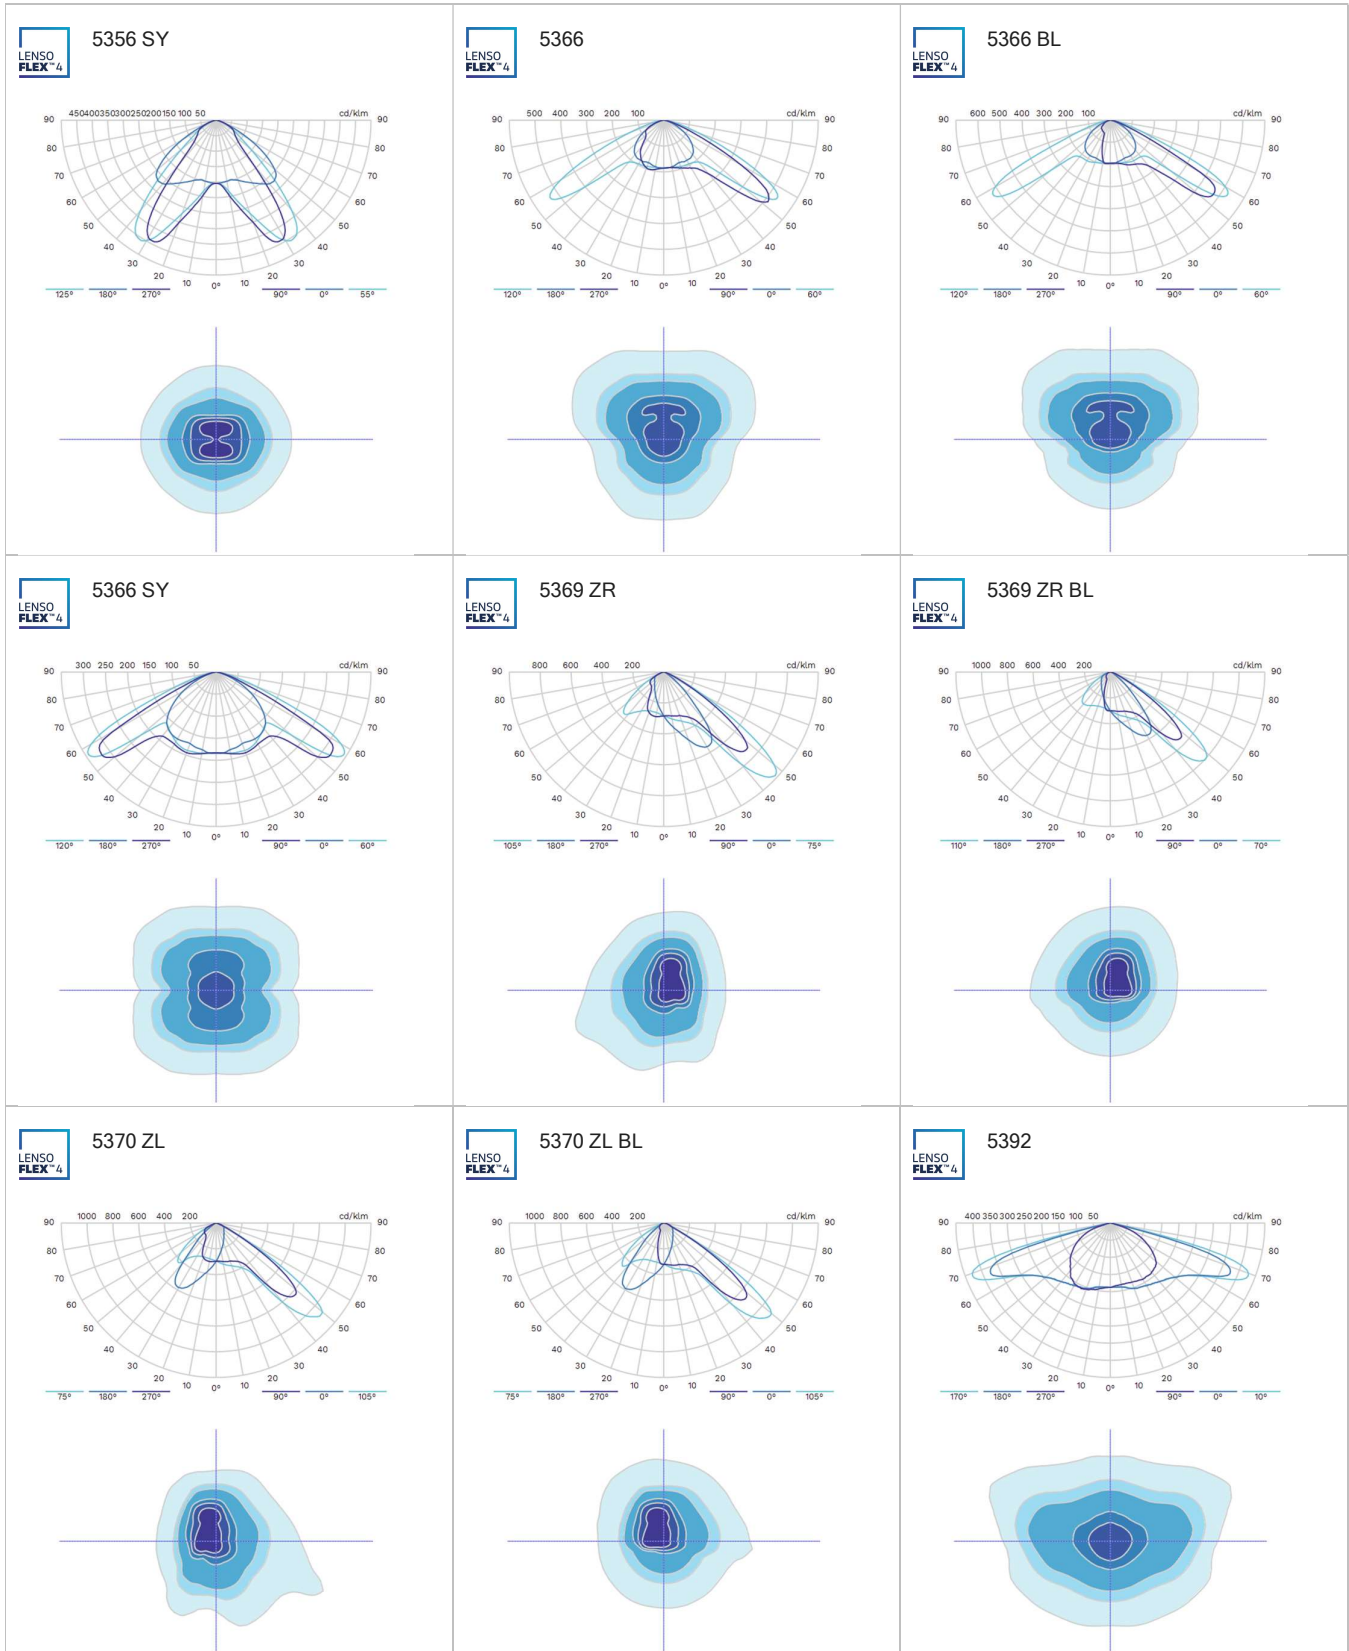 5356 SY
5366
5366 BL
LENSO
FLEX™4
LENSO
FLEX™4
LENSO
FLEX™4
90 450400350300250200150 100 50 cd/klm 90
80 80
70 70
60 60
50 50
40 40
30 30
20 10 0° 10 20
125° 180° 270° 90° 0° 55°
90 500 400 300 200 100 cd/klm 90
80 80
70 70
60 60
50 50
40 40
30 30
20 10 0° 10 20
120° 180° 270° 90° 0° 60°
90 600 500 400 300 200 100 cd/klm 90
80 80
70 70
60 60
50 50
40 40
30 30
20 10 0° 10 20
120° 180° 270° 90° 0° 60°
5366 SY
5369 ZR
5369 ZR BL
LENSO
FLEX™4
LENSO
FLEX™4
LENSO
FLEX™4
90 300 250 200 150 100 50 cd/klm 90
80 80
70 70
60 60
50 50
40 40
30 30
20 10 0° 10 20
120° 180° 270° 90° 0° 60°
90 800 600 400 200 cd/klm 90
80 80
70 70
60 60
50 50
40 40
30 30
20 10 0° 10 20
105° 180° 270° 90° 0° 75°
90 1000 800 600 400 200 cd/klm 90
80 80
70 70
60 60
50 50
40 40
30 30
20 10 0° 10 20
110° 180° 270° 90° 0° 70°
5370 ZL
5370 ZL BL
5392
LENSO
FLEX™4
LENSO
FLEX™4
LENSO
FLEX™4
90 1000 800 600 400 200 cd/klm 90
80 80
70 70
60 60
50 50
40 40
30 30
20 10 0° 10 20
75° 180° 270° 90° 0° 105°
90 1000 800 600 400 200 cd/klm 90
80 80
70 70
60 60
50 50
40 40
30 30
20 10 0° 10 20
75° 180° 270° 90° 0° 105°
90 400 350 300 250 200 150 100 50 cd/klm 90
80 80
70 70
60 60
50 50
40 40
30 30
20 10 0° 10 20
170° 180° 270° 90° 0° 10°